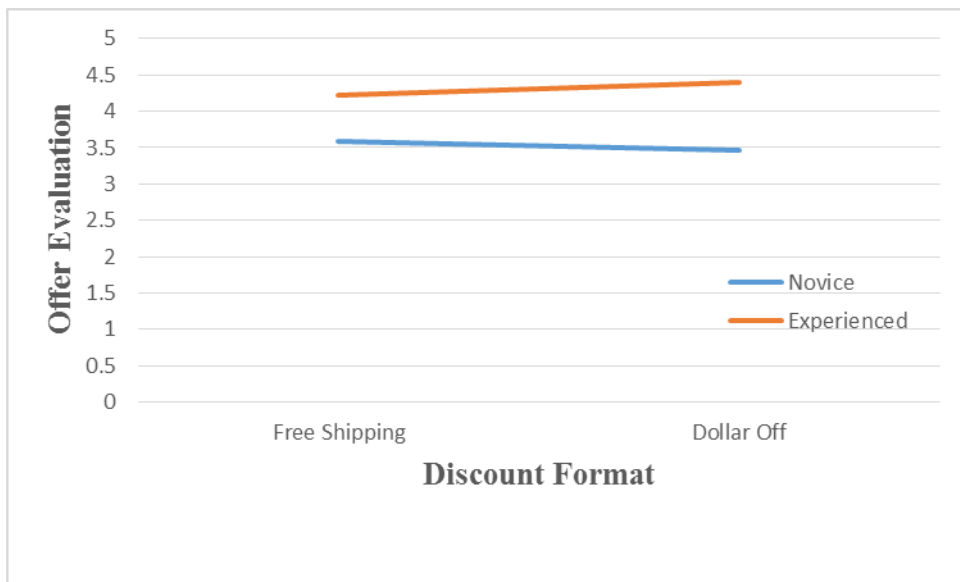 5
4.5
4
3.5
3
2.5
2
1.5
1
0.5
0
Offer Evaluation
Novice
Experienced
Free Shipping
Dollar Off
Discount Format